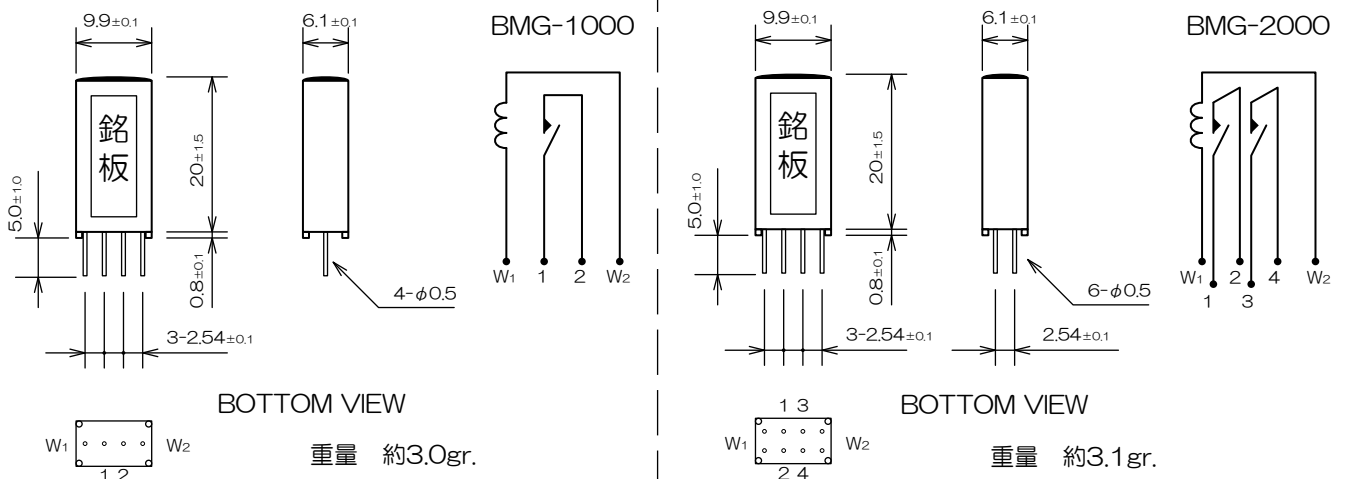 BMG-1000
9.9±0.1
6.1±0.1
銘板
20±1.5
5.0±1.0
0.8±0.1
4-φ0.5
3-2.54±0.1
W1 1 2 W2
BOTTOM VIEW
W1 W2
1 2
重量 約3.0gr.
BMG-2000
9.9±0.1
6.1±0.1
銘板
20±1.5
5.0±1.0
0.8±0.1
6-φ0.5
3-2.54±0.1
2.54±0.1
W1 2 4 W2
1 3
BOTTOM VIEW
1 3
W1 W2
2 4
重量 約3.1gr.